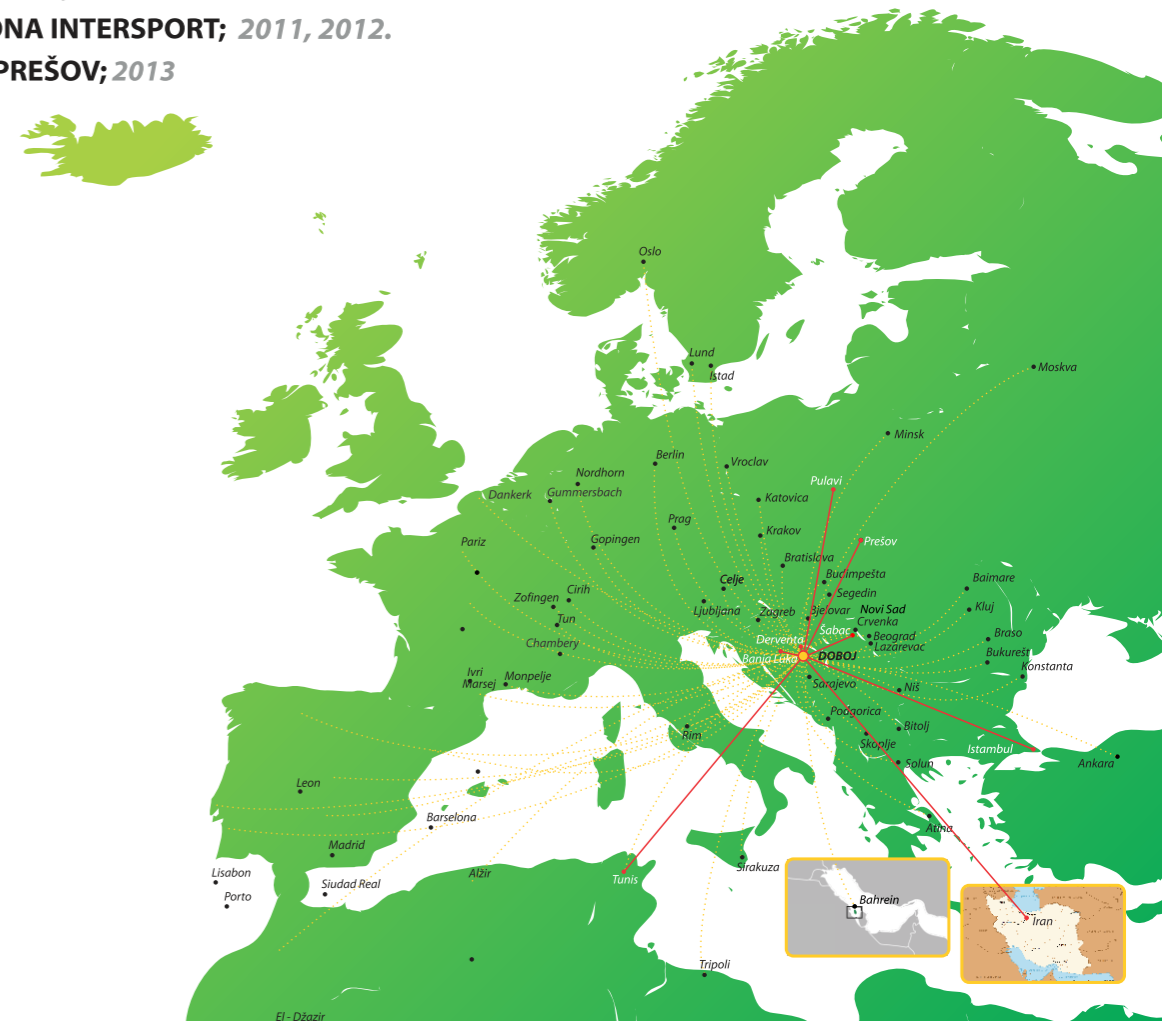 ONA INTERSPORT; 2011, 2012.
PREŠOV; 2013
Oslo
Lund
Istad
Moskva
Minsk
Berlin
Vroclav
Nordhorn
Pulavi
Dankerk
Gummersbach
Katovica
Prag
Krakov
Pariz
Gopingen
Prešov
Bratislava
Budimpešta
Baimare
Celje
Cirih
Segedin
Zofingen
Kluj
Ljubljana
Zagreb
Bjelovar
Novi Sad
Tun
Šabac
Crvenka
Braso
Derventa
Beograd
Chambery
Lazarevac
Bukurešt
Banja Luka
DOBOJ
Konstanta
Ivri
Monpelje
Marsej
Sarajevo
Niš
Podgorica
Bitolj
Rim
Skoplje
Istambul
Solun
Ankara
Leon
Barselona
Atina
Madrid
Sirakuza
Lisabon
Alžir
Tunis
Siudad Real
Porto
Bahrein
Iran
Tripoli
El - Džazir